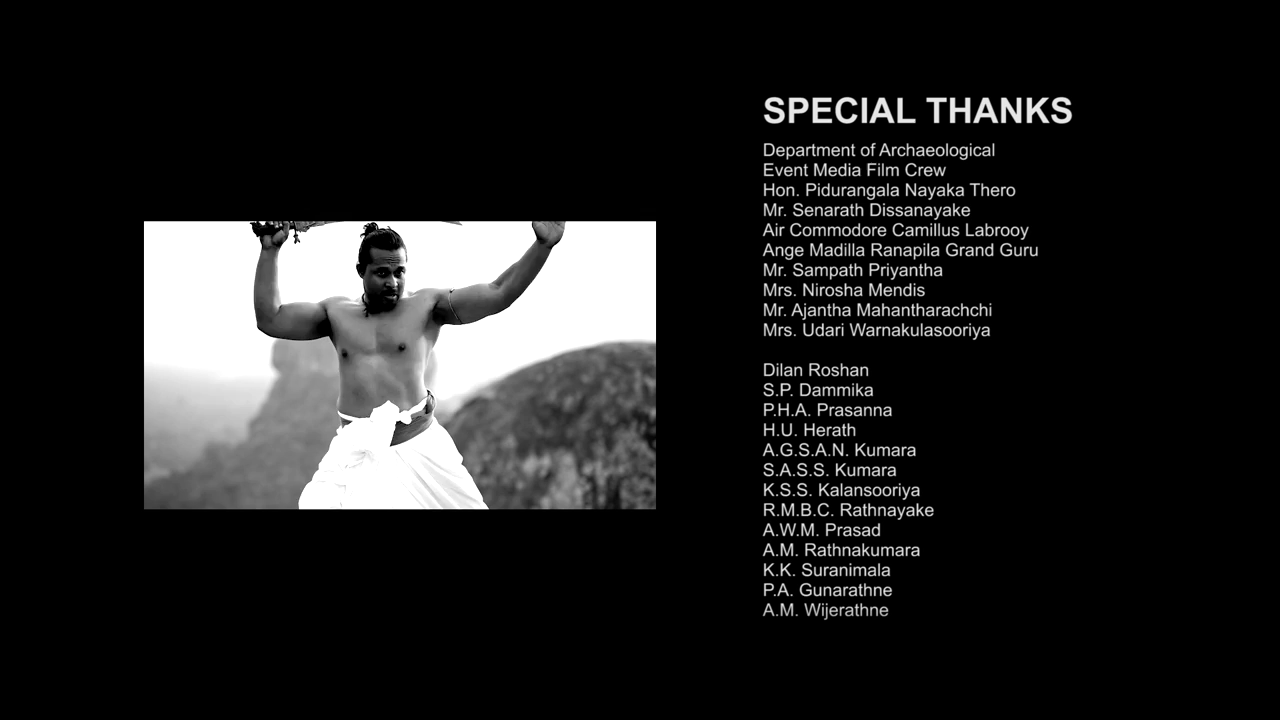 SPECIAL THANKS
Department of Archaeological
Event Media Film Crew
Hon. Pidurangala Nayaka Thero
Mr. Senarath Dissanayake
Air Commodore Camillus Labrooy
Ange Madilla Ranapila Grand Guru
Mr. Sampath Priyantha
Mrs. Nirosha Mendis
Mr. Ajantha Mahantharachchi
Mrs. Udari Warnakulasooriya
Dilan Roshan
S.P. Dammika
P.H.A. Prasanna
H.U. Herath
A.G.S.A.N. Kumara
S.A.S.S. Kumara
K.S.S. Kalansooriya
R.M.B.C. Rathnayake
A.W.M. Prasad
A.M. Rathnakumara
K.K. Suranimala
P.A. Gunarathne
A.M. Wijerathne